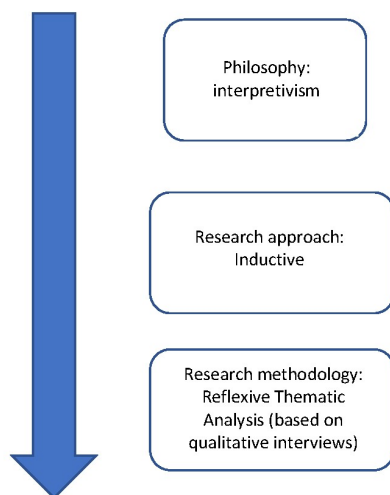 Philosophy:
interpretivism
Research approach:
Inductive
Research methodology:
Reflexive Thematic
Analysis (based on
qualitative interviews)